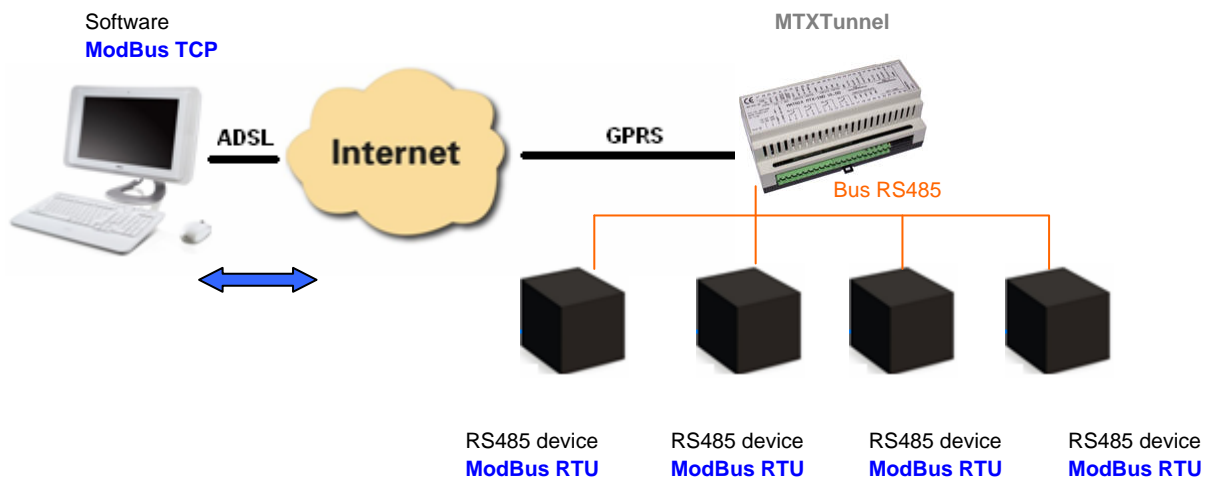 Software
ModBus TCP
MTXTunnel
ADSL
Internet
GPRS
Bus RS485
RS485 device
ModBus RTU
RS485 device
ModBus RTU
RS485 device
ModBus RTU
RS485 device
ModBus RTU